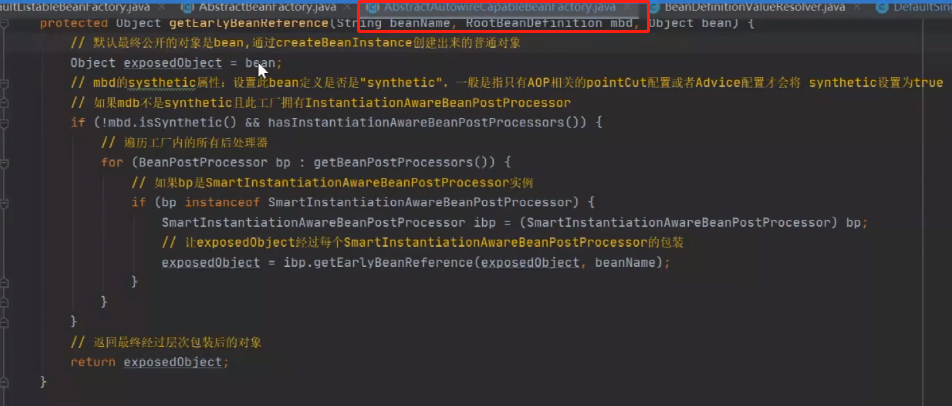 aultListableBeanFactory.java AbstractBeanFactory.java AbstractAutowireCapableBeanFactory.java BeanDefinitionValueResolver.java DefaultSin
protected Object getEarlyBeanReference(String beanName, RootBeanDefinition mbd, Object bean) {
// 默认最终公开的对象是bean,通过createBeanInstance创建出来的普通对象
Object exposedObject = bean;
// mbd的systhetic属性：设置此bean定义是否是"synthetic"，一般是指只有AOP相关的pointCut配置或者Advice配置才会将 synthetic设置为true
// 如果mdb不是synthetic且此工厂拥有InstantiationAwareBeanPostProcessor
if (!mbd.isSynthetic() && hasInstantiationAwareBeanPostProcessors()) {
// 遍历工厂内的所有后处理器
for (BeanPostProcessor bp : getBeanPostProcessors()) {
// 如果bp是SmartInstantiationAwareBeanPostProcessor实例
if (bp instanceof SmartInstantiationAwareBeanPostProcessor) {
SmartInstantiationAwareBeanPostProcessor ibp = (SmartInstantiationAwareBeanPostProcessor) bp;
// 让exposedObject经过每个SmartInstantiationAwareBeanPostProcessor的包装
exposedObject = ibp.getEarlyBeanReference(exposedObject, beanName);
}
}
}
// 返回最终经过层次包装后的对象
return exposedObject;
}